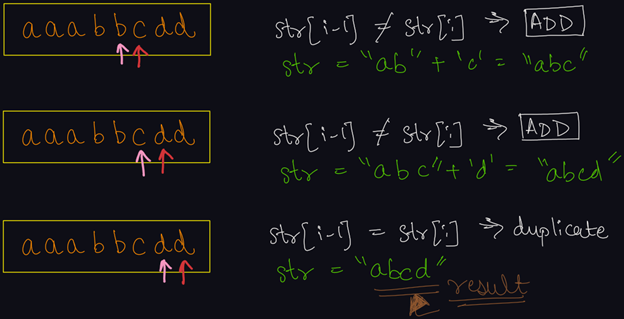 aaabbcdd
str[i-1] ≠ str[i] → ADD
str = "ab" + 'c' = "abc"
aaabbcdd
str[i-1] ≠ str[i] → ADD
str = "abc" + 'd' = "abcd"
aaabbcdd
str[i-1] = str[i] → duplicate
str = "abcd"
result